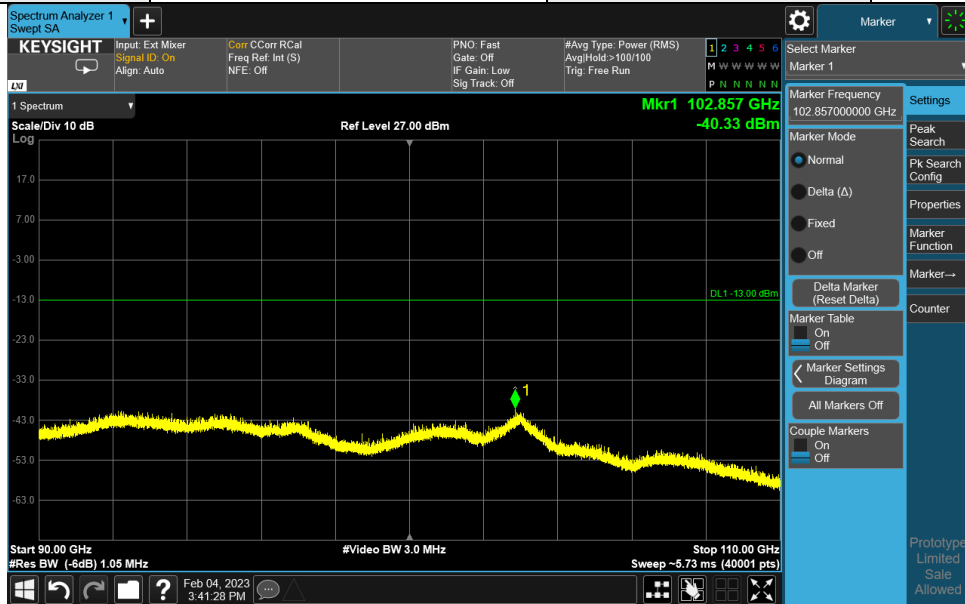 Spectrum Analyzer 1
Swept SA
Marker
KEYSIGHT
LXI
Input: Ext Mixer
Signal ID: On
Align: Auto
Corr CCorr RCal
Freq Ref: Int (S)
NFE: Off
PNO: Fast
Gate: Off
IF Gain: Low
Sig Track: Off
#Avg Type: Power (RMS)
Avg|Hold:>100/100
Trig: Free Run
1 2 3 4 5 6
M W W W W W
P N N N N N
Select Marker
Marker 1
1 Spectrum
Scale/Div 10 dB
Log
Ref Level 27.00 dBm
Mkr1 102.857 GHz
-40.33 dBm
17.0
7.00
-3.00
-13.0
-23.0
-33.0
-43.0
-53.0
-63.0
DL1 -13.00 dBm
1
Start 90.00 GHz
#Res BW (-6dB) 1.05 MHz
#Video BW 3.0 MHz
Stop 110.00 GHz
Sweep ~5.73 ms (40001 pts)
Marker Frequency
102.857000000 GHz
Marker Mode
Normal
Delta (Δ)
Fixed
Off
Delta Marker
(Reset Delta)
Marker Table
On
Off
Marker Settings
Diagram
All Markers Off
Couple Markers
On
Off
Settings
Peak
Search
Pk Search
Config
Properties
Marker
Function
Marker→
Counter
Prototype
Limited
Sale
Allowed
?
Feb 04, 2023
3:41:28 PM